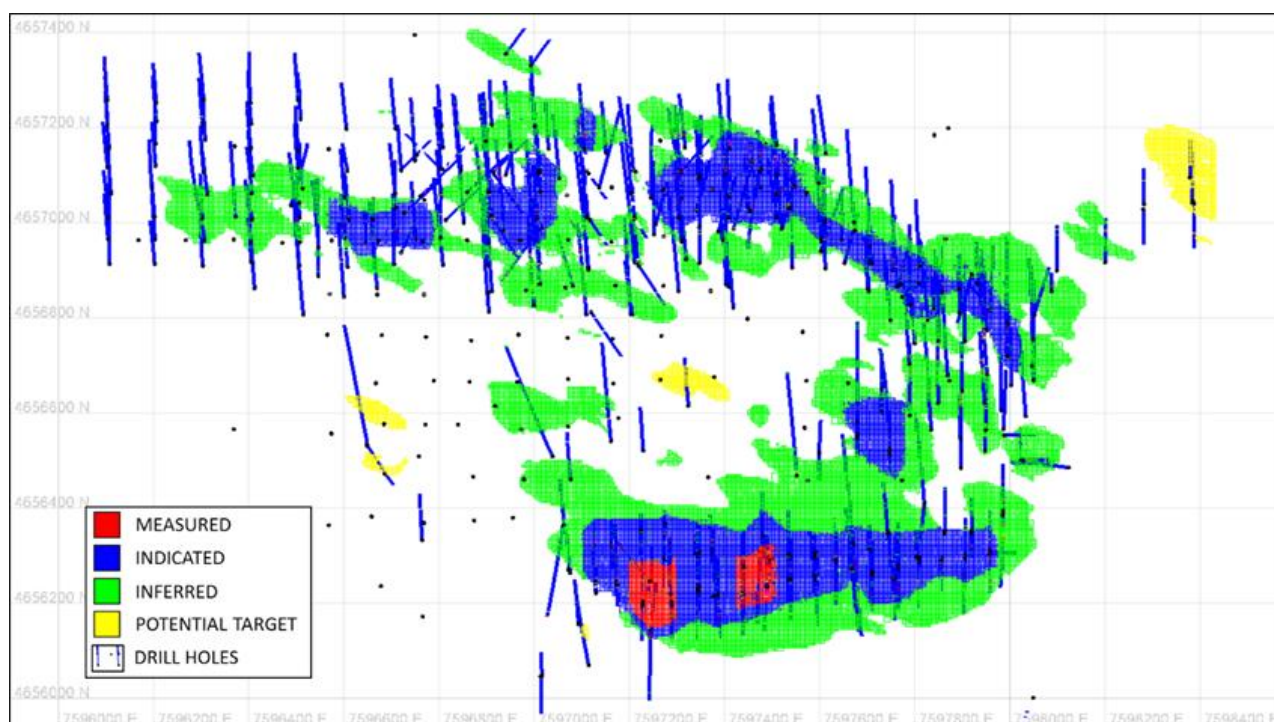 4657400 N
4657200 N
4657000 N
4656800 N
4656600 N
4656400 N
4656200 N
4656000 N
MEASURED
INDICATED
INFERRED
POTENTIAL TARGET
DRILL HOLES
7596000 E 7596200 E 7596400 E 7596600 E 7596800 E 7597000 E 7597200 E 7597400 E 7597600 E 7597800 E 7598000 E 7598200 E 7598400 E